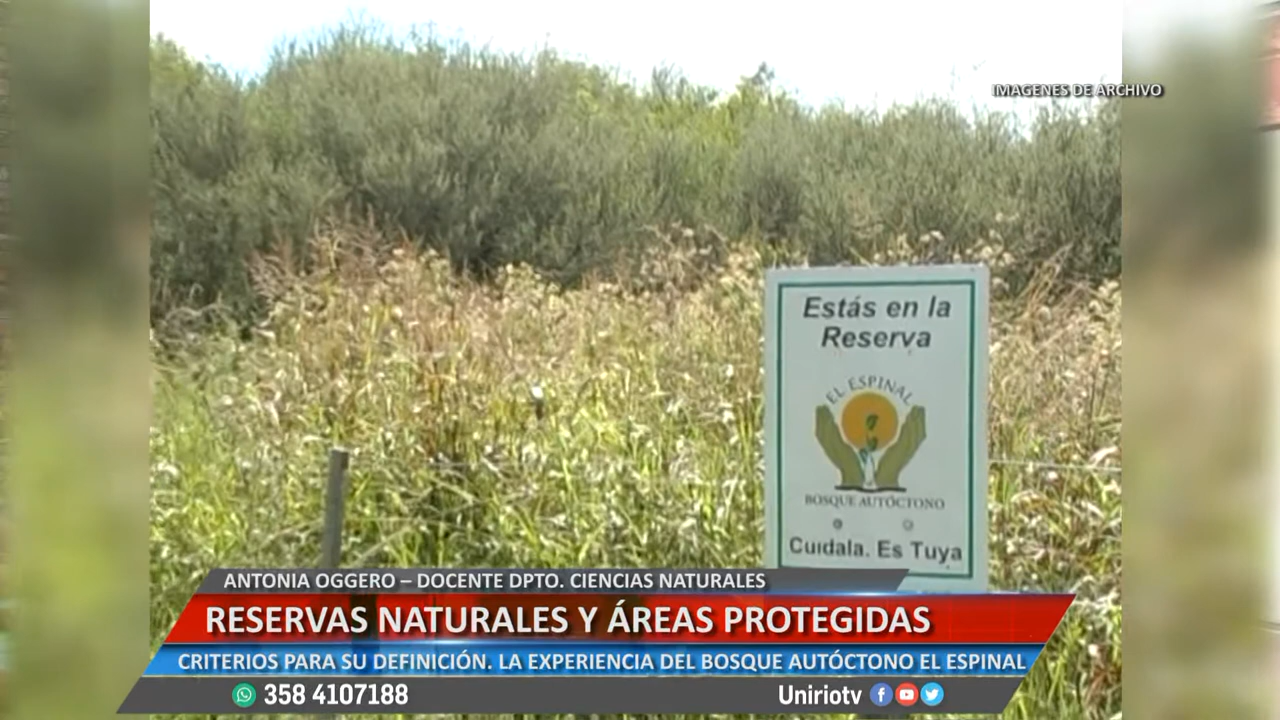 IMAGENES DE ARCHIVO
Estás en la
Reserva
EL ESPINAL
BOSQUE AUTÓCTONO
Cuidala. Es Tuya
ANTONIA OGGERO – DOCENTE DPTO. CIENCIAS NATURALES
RESERVAS NATURALES Y ÁREAS PROTEGIDAS
CRITERIOS PARA SU DEFINICIÓN. LA EXPERIENCIA DEL BOSQUE AUTÓCTONO EL ESPINAL
358 4107188
Uniriotv